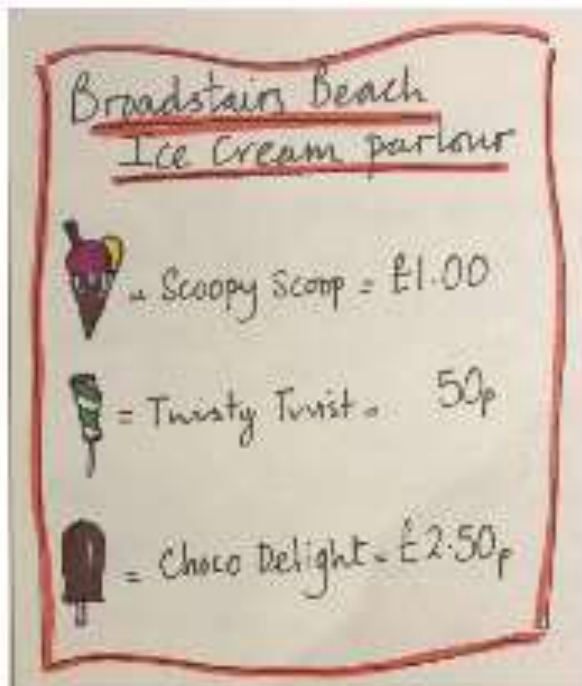 Broadstairs Beach
Ice Cream parlour
= Scoopy Scoop = £1.00
= Twisty Twist = 50p
= Choco Delight = £2.50p